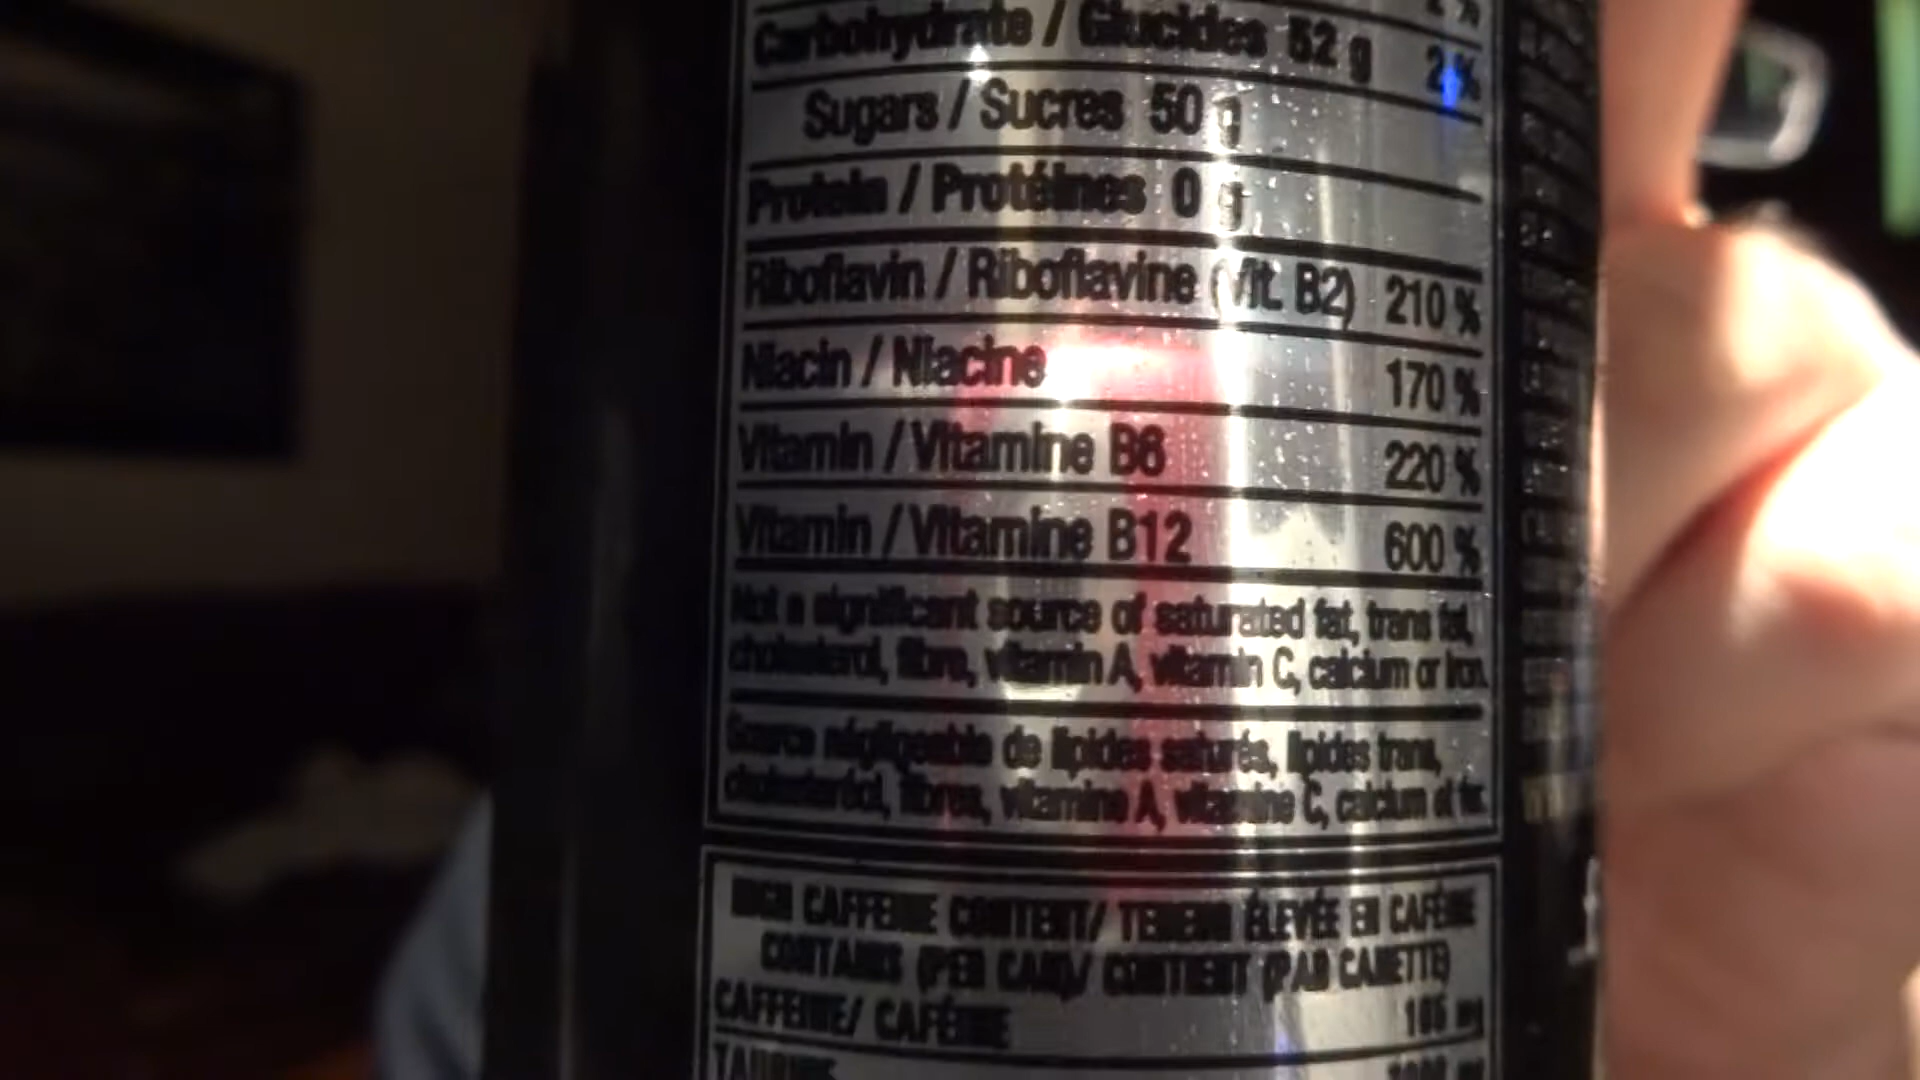 Carbohydrate / Glucides 52 g
Sugars / Sucres 50 g
Protein / Protéines 0 g
Riboflavin / Riboflavine (Vit. B2) 210 %
Niacin / Niacine 170 %
Vitamin / Vitamine B6 220 %
Vitamin / Vitamine B12 600 %
Not a significant source of saturated fat, trans fat,
cholesterol, fibre, vitamin A, vitamin C, calcium or iron.
Source négligeable de lipides saturés, lipides trans,
cholestérol, fibres, vitamine A, vitamine C, calcium et fer.
HIGH CAFFEINE CONTENT/ TENEUR ÉLEVÉE EN CAFÉINE
CONTAINS (PER CAN)/ CONTIENT (PAR CANETTE)
CAFFEINE/ CAFÉINE mg
TAURINE